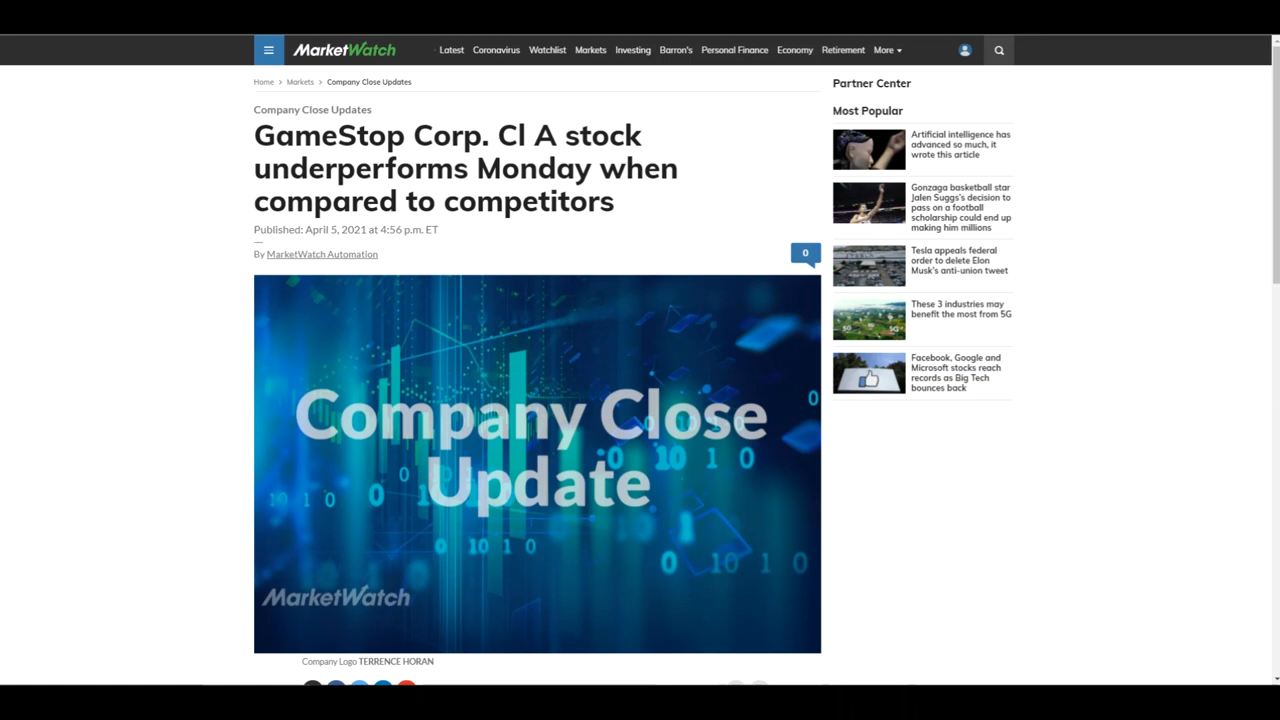 MarketWatch
Latest Coronavirus Watchlist Markets Investing Barron's Personal Finance Economy Retirement More
Home > Markets > Company Close Updates
Company Close Updates
GameStop Corp. Cl A stock
underperforms Monday when
compared to competitors
Published: April 5, 2021 at 4:56 p.m. ET
By MarketWatch Automation
0
Company Close
Update
MarketWatch
Company Logo TERRENCE HORAN
Partner Center
Most Popular
Artificial intelligence has
advanced so much, it
wrote this article
Gonzaga basketball star
Jalen Suggs's decision to
pass on a football
scholarship could end up
making him millions
Tesla appeals federal
order to delete Elon
Musk's anti-union tweet
These 3 industries may
benefit the most from 5G
Facebook, Google and
Microsoft stocks reach
records as Big Tech
bounces back